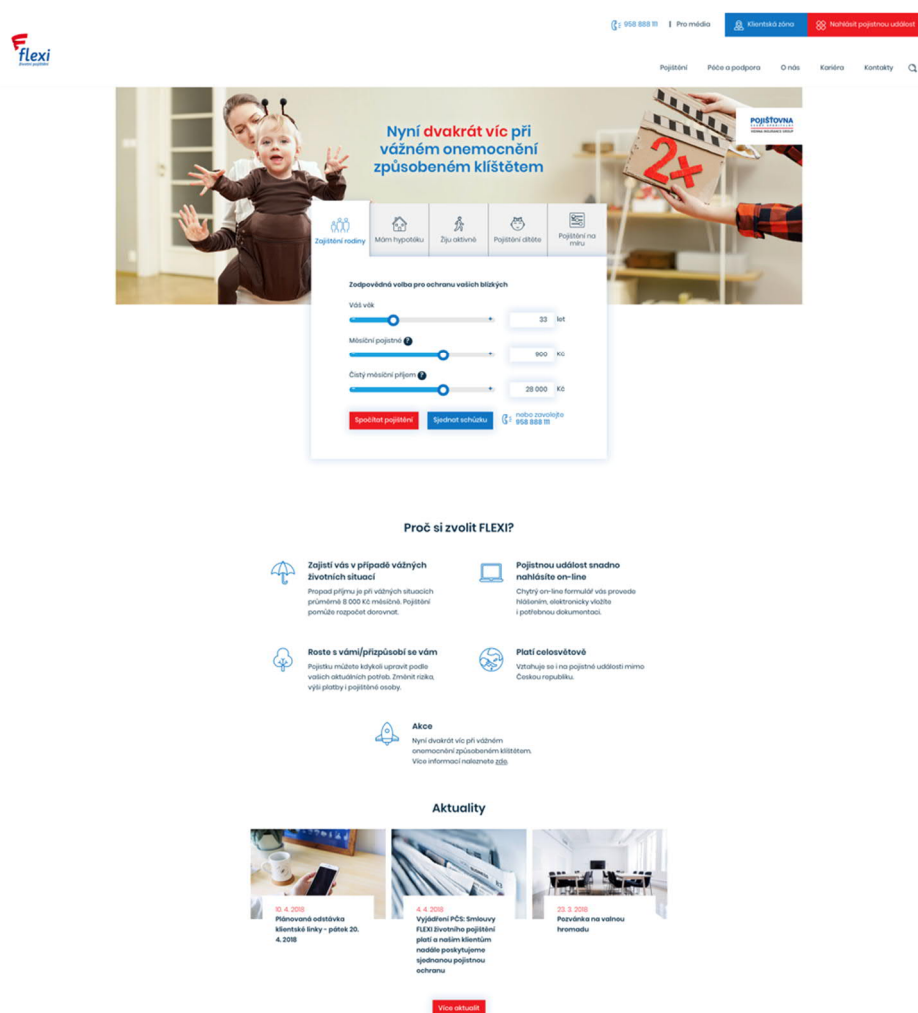 958 888 111 | Pro média
Klientská zóna
Nahlásit pojistnou událost
flexi
životní pojištění
Pojištění
Péče a podpora
O nás
Kariéra
Kontakty
Nyní dvakrát víc při
vážném onemocnění
způsobeném klíštětem
POJIŠŤOVNA
ČESKÉ SPOŘITELNY
VIENNA INSURANCE GROUP
2x
Zajištění rodiny
Mám hypotéku
Žiju aktivně
Pojištění dítěte
Pojištění na
míru
Zodpovědná volba pro ochranu vašich blízkých
Váš věk
- + 33 let
Měsíční pojistné ?
- + 900 Kč
Čistý měsíční příjem ?
- + 28 000 Kč
Spočítat pojištění
Sjednat schůzku
nebo zavolejte
958 888 111
Proč si zvolit FLEXI?
Zajistí vás v případě vážných
životních situací
Propad příjmu je při vážných situacích
průměrně 8 000 Kč měsíčně. Pojištění
pomůže rozpočet dorovnat.
Pojistnou událost snadno
nahlásíte on-line
Chytrý on-line formulář vás provede
hlášením, elektronicky vložíte
i potřebnou dokumentaci.
Roste s vámi/přizpůsobí se vám
Pojistku můžete kdykoli upravit podle
vašich aktuálních potřeb. Změnit rizika,
výši platby i pojištěné osoby.
Platí celosvětově
Vztahuje se i na pojistné události mimo
Českou republiku.
Akce
Nyní dvakrát víc při vážném
onemocnění způsobeném klíštětem.
Více informací naleznete zde.
Aktuality
10. 4. 2018
Plánovaná odstávka
klientské linky - pátek 20.
4. 2018
4. 4. 2018
Vyjádření PČS: Smlouvy
FLEXI životního pojištění
platí a našim klientům
nadále poskytujeme
sjednanou pojistnou
ochranu
23. 3. 2018
Pozvánka na valnou
hromadu
Více aktualit